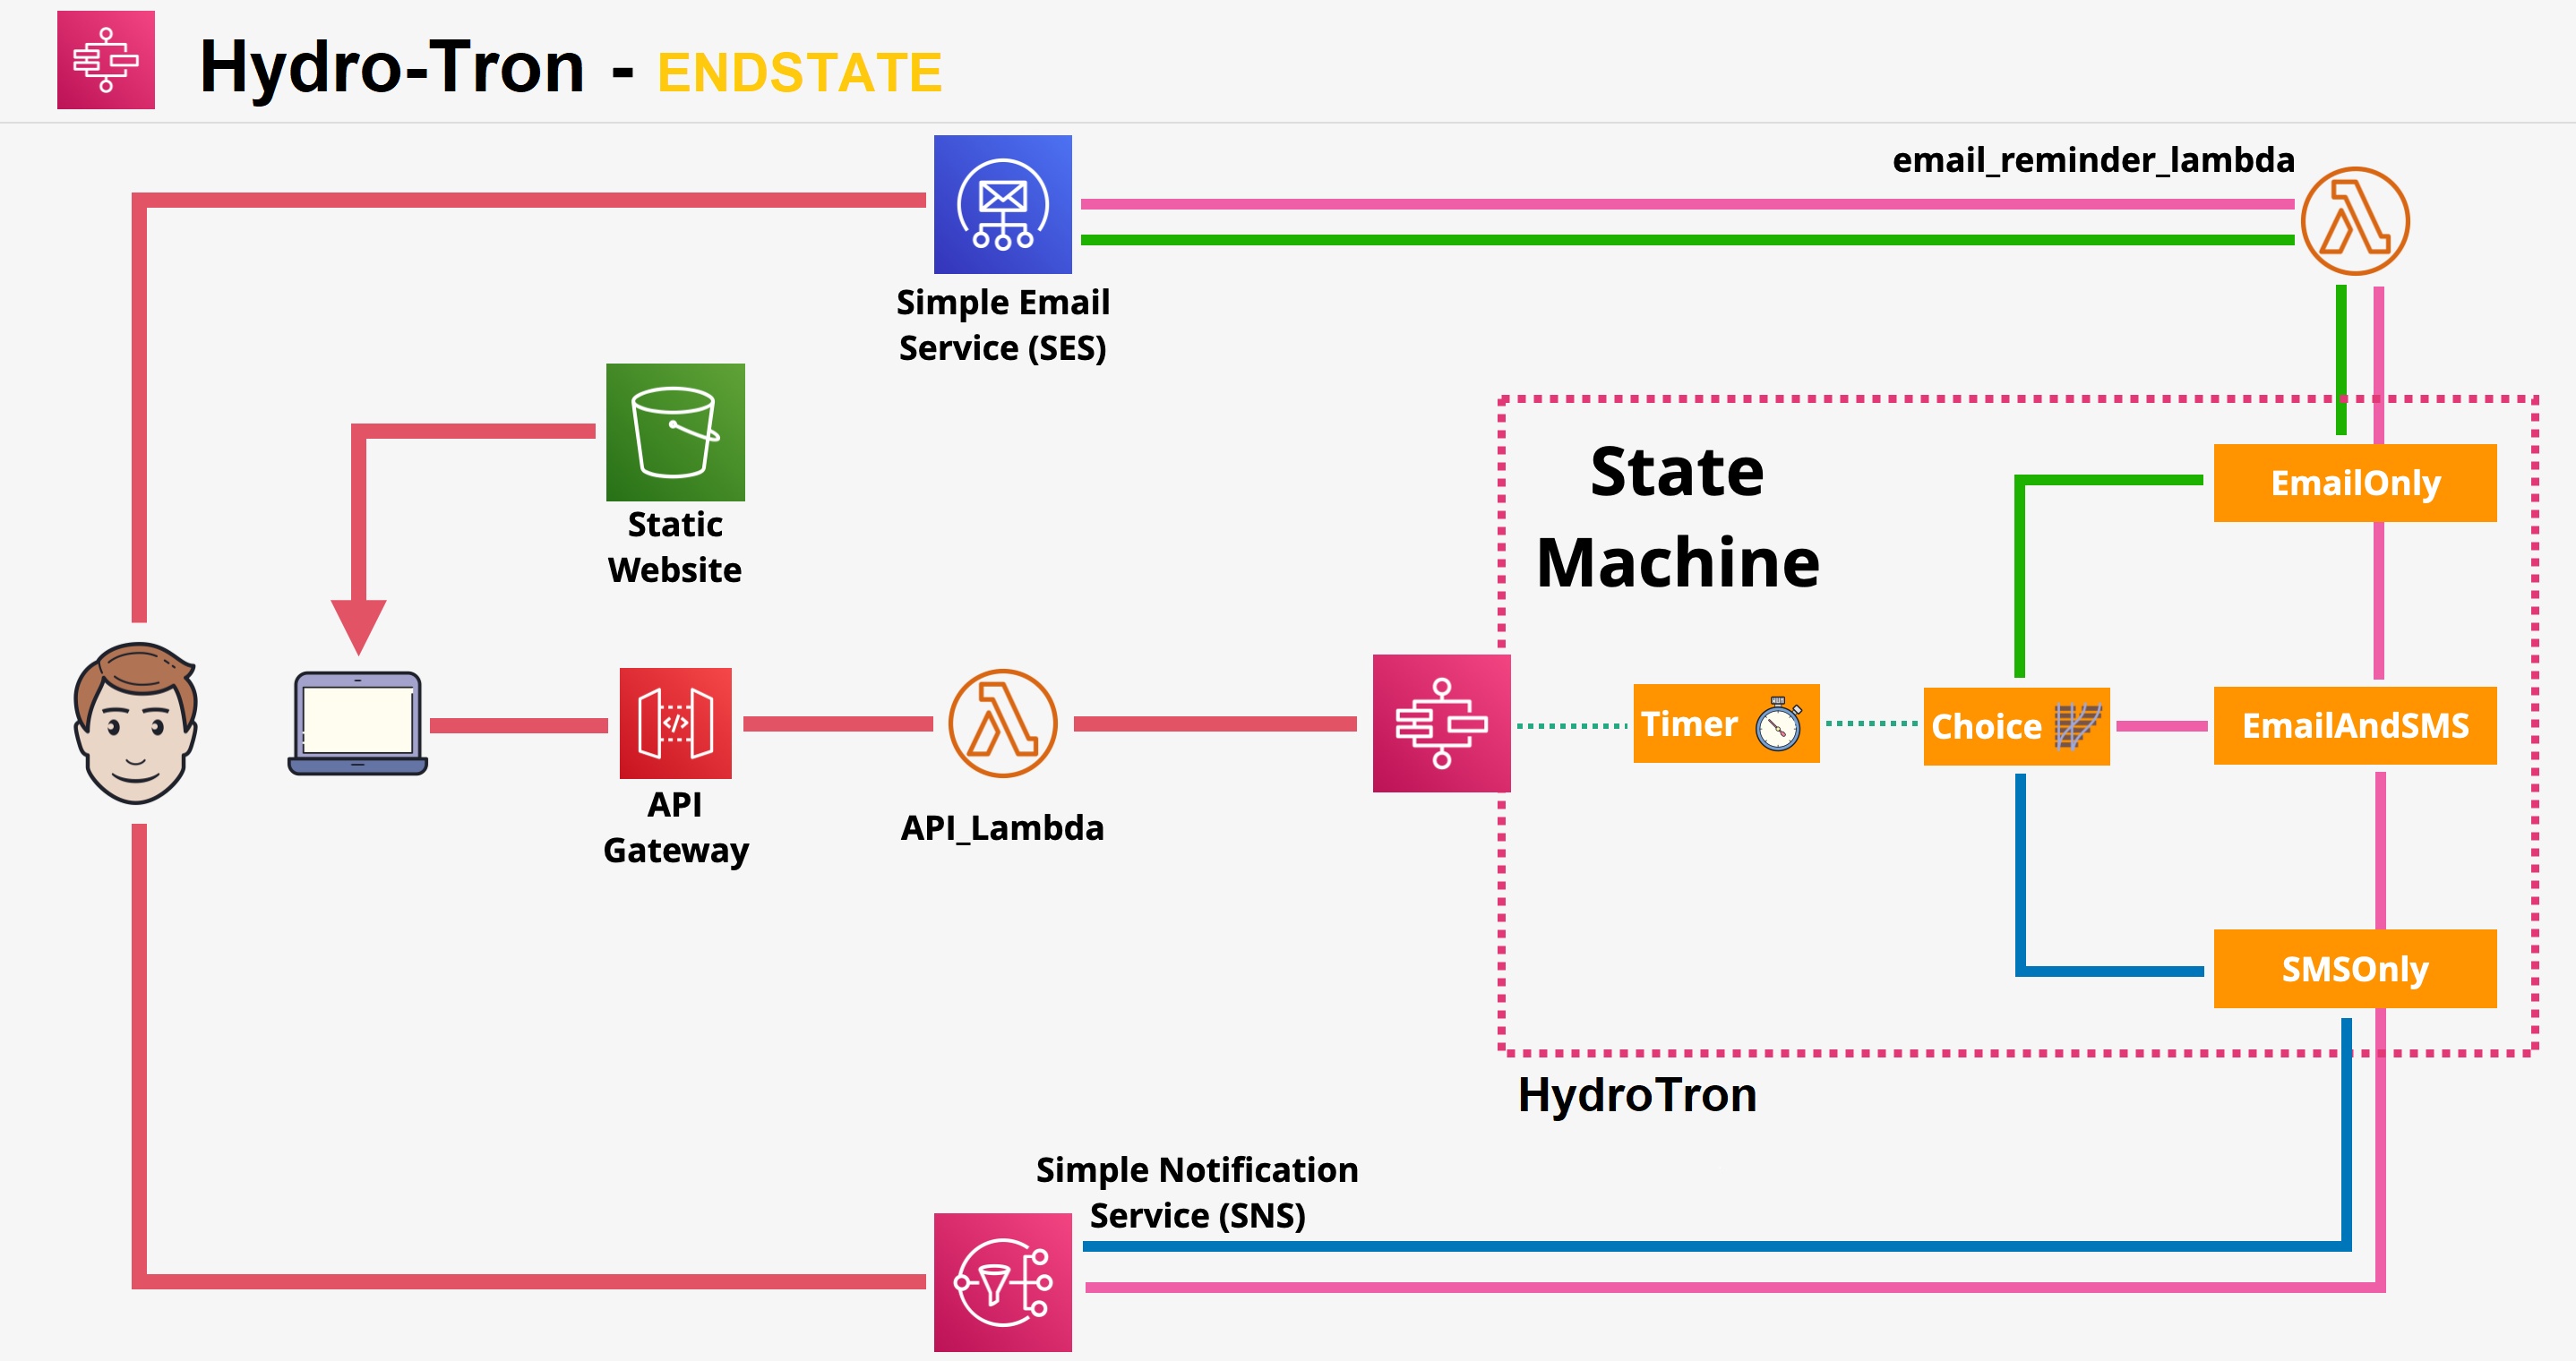 Hydro-Tron - ENDSTATE
email_reminder_lambda
Simple Email
Service (SES)
Static
Website
State
Machine
EmailOnly
</>
Timer
Choice
EmailAndSMS
API
Gateway
API_Lambda
SMSOnly
HydroTron
Simple Notification
Service (SNS)